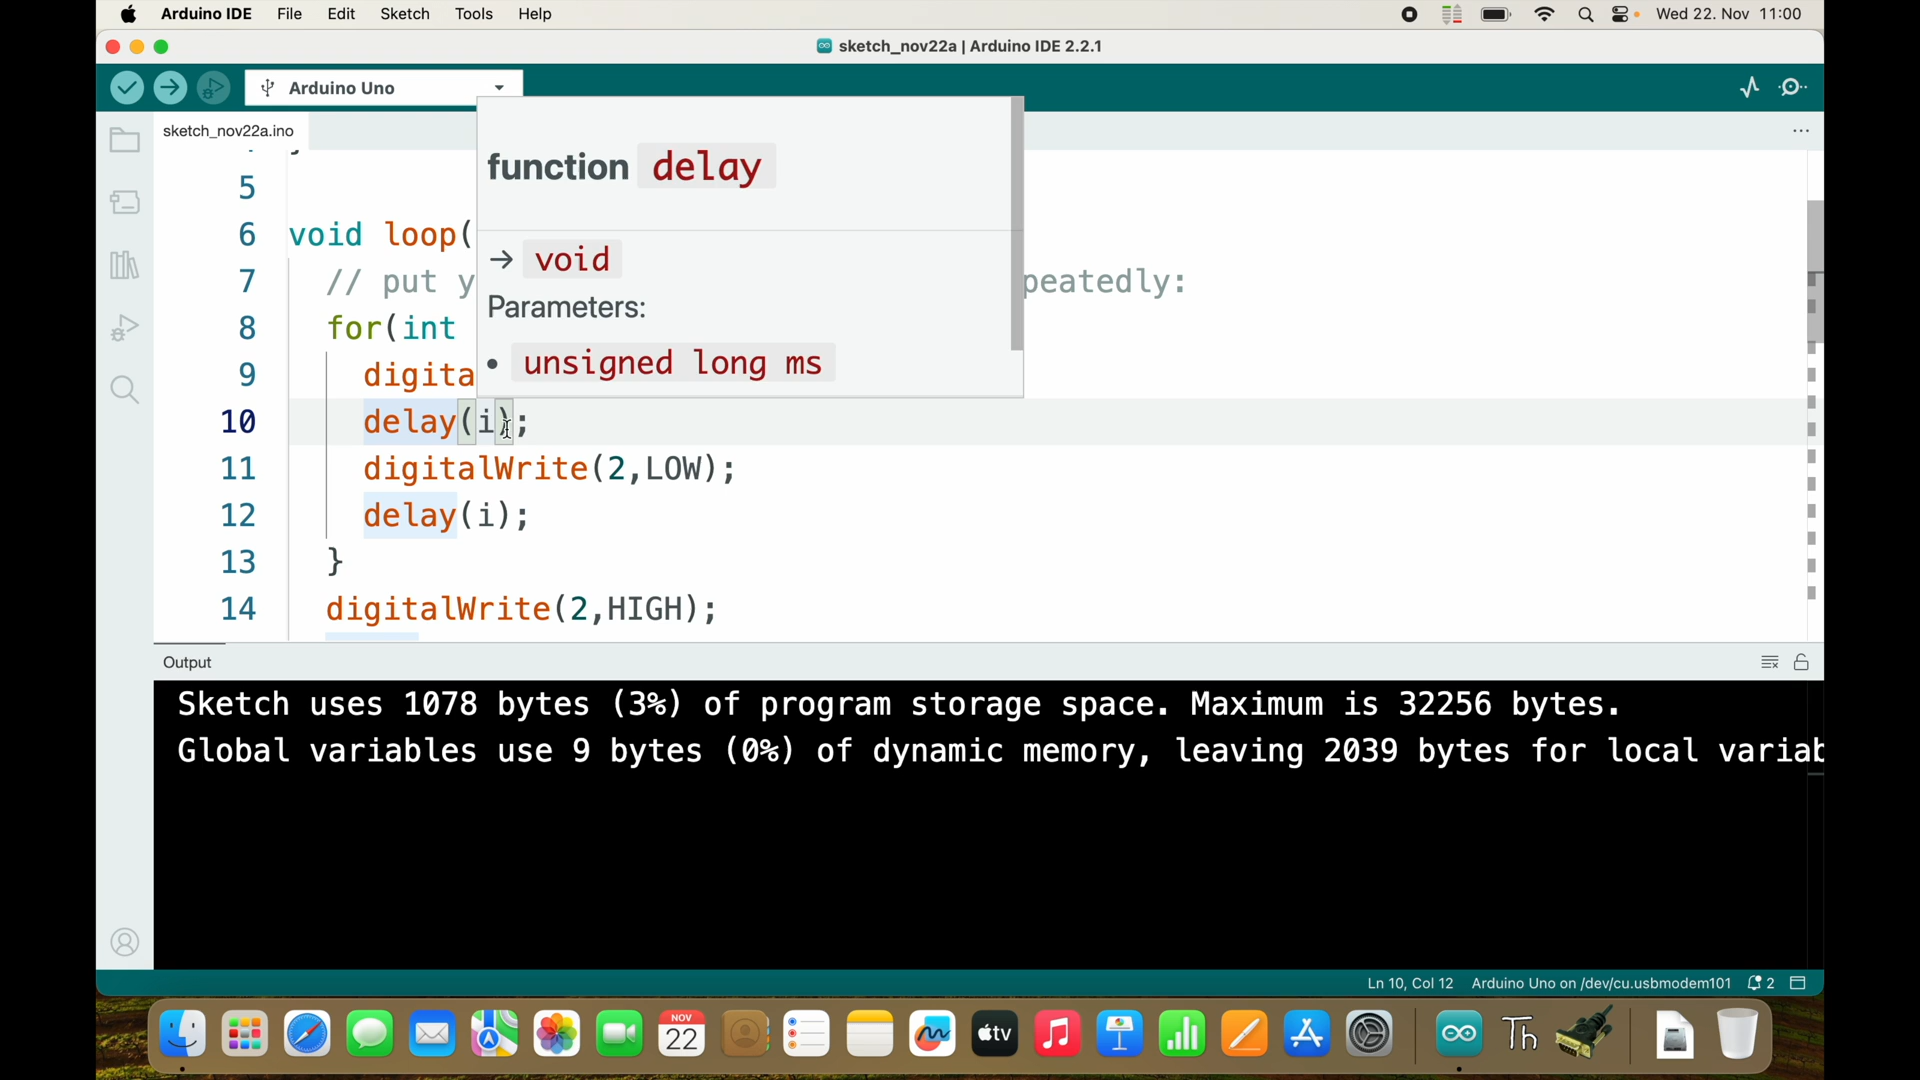 Arduino IDE File Edit Sketch Tools Help Wed 22. Nov 11:00
sketch_nov22a | Arduino IDE 2.2.1
Arduino Uno
sketch_nov22a.ino
function delay
→ void
Parameters:
• unsigned long ms
5
6 void loop(
7 // put y peatedly:
8 for(int
9 digita
10 delay(i);
11 digitalWrite(2,LOW);
12 delay(i);
13 }
14 digitalWrite(2,HIGH);
Output
Sketch uses 1078 bytes (3%) of program storage space. Maximum is 32256 bytes.
Global variables use 9 bytes (0%) of dynamic memory, leaving 2039 bytes for local variab
Ln 10, Col 12 Arduino Uno on /dev/cu.usbmodem101 2
NOV
22
tv
Th